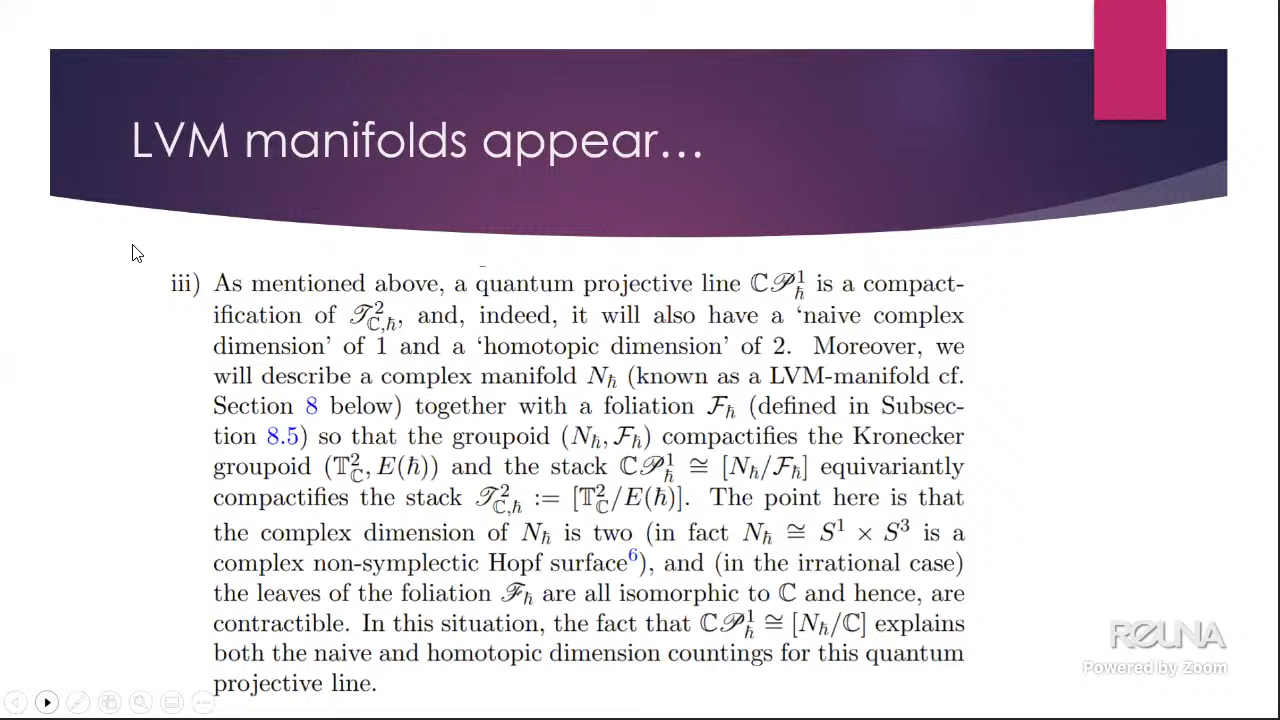 LVM manifolds appear...
iii) As mentioned above, a quantum projective line ℂ𝒫¹_ℏ is a compact-
ification of 𝒯²_{ℂ,ℏ}, and, indeed, it will also have a ‘naive complex
dimension’ of 1 and a ‘homotopic dimension’ of 2. Moreover, we
will describe a complex manifold N_ℏ (known as a LVM-manifold cf.
Section 8 below) together with a foliation ℱ_ℏ (defined in Subsec-
tion 8.5) so that the groupoid (N_ℏ, ℱ_ℏ) compactifies the Kronecker
groupoid (𝕋²_ℂ, E(ℏ)) and the stack ℂ𝒫¹_ℏ ≅ [N_ℏ/ℱ_ℏ] equivariantly
compactifies the stack 𝒯²_{ℂ,ℏ} := [𝕋²_ℂ/E(ℏ)]. The point here is that
the complex dimension of N_ℏ is two (in fact N_ℏ ≅ S¹ × S³ is a
complex non-symplectic Hopf surface⁶), and (in the irrational case)
the leaves of the foliation ℱ_ℏ are all isomorphic to ℂ and hence, are
contractible. In this situation, the fact that ℂ𝒫¹_ℏ ≅ [N_ℏ/ℂ] explains
both the naive and homotopic dimension countings for this quantum
projective line.
REUNA
Powered by Zoom